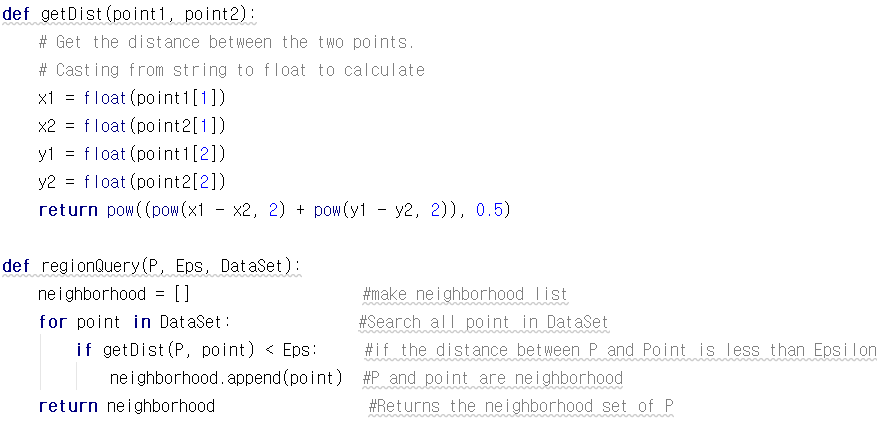 def getDist(point1, point2):
# Get the distance between the two points.
# Casting from string to float to calculate
x1 = float(point1[1])
x2 = float(point2[1])
y1 = float(point1[2])
y2 = float(point2[2])
return pow((pow(x1 - x2, 2) + pow(y1 - y2, 2)), 0.5)
def regionQuery(P, Eps, DataSet):
neighborhood = [] #make neighborhood list
for point in DataSet: #Search all point in DataSet
if getDist(P, point) < Eps: #if the distance between P and Point is less than Epsilon
neighborhood.append(point) #P and point are neighborhood
return neighborhood #Returns the neighborhood set of P